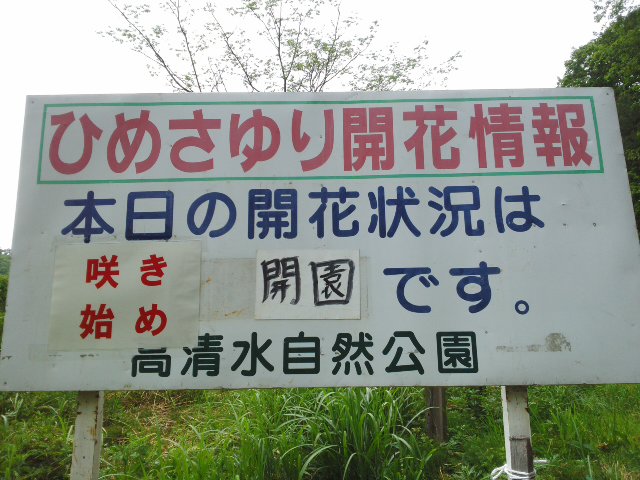 ひめさゆり開花情報
本日の開花状況は
咲き
始め
開園
です。
高清水自然公園